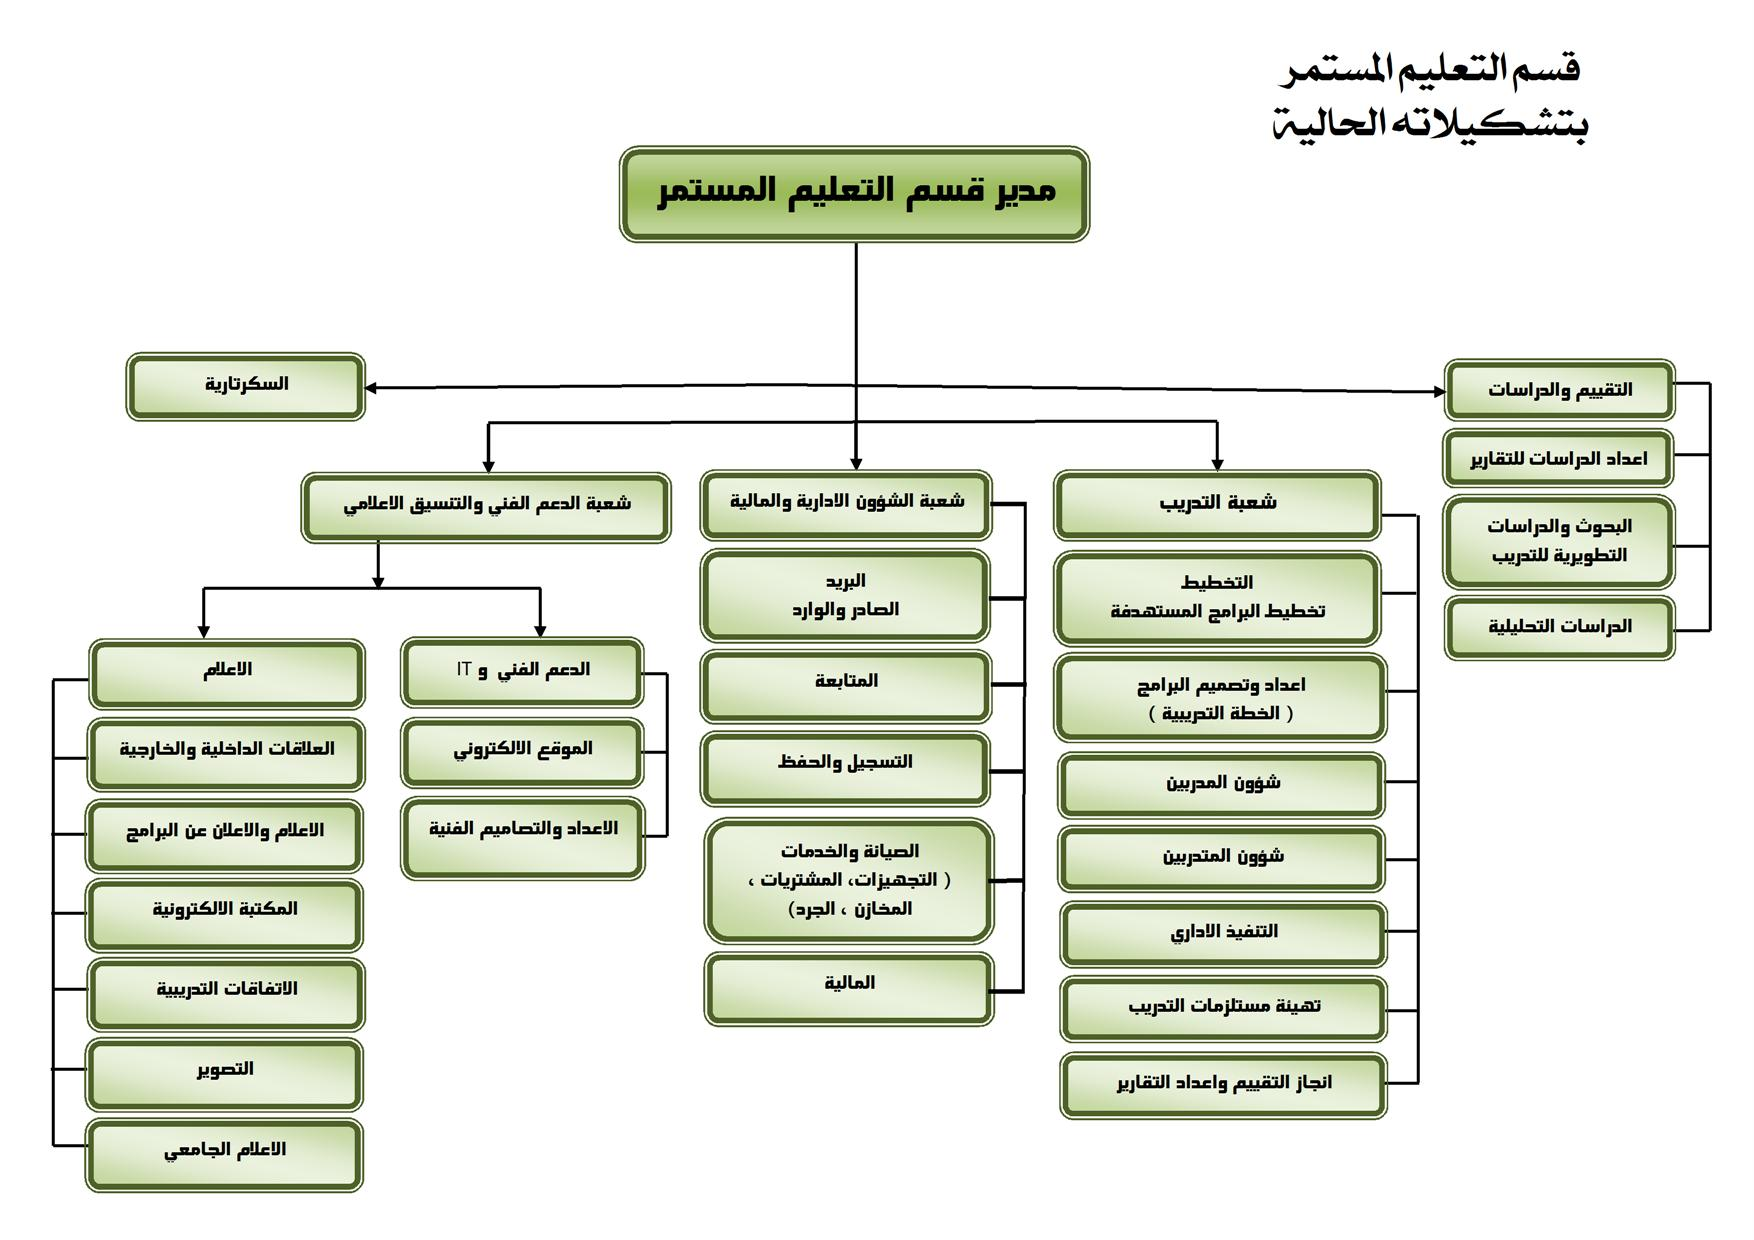 قسم التعليم المستمر
بتشكيلاته الحالية
مدير قسم التعليم المستمر
التقييم والدراسات
اعداد الدراسات للتقارير
البحوث والدراسات
التطويرية للتدريب
الدراسات التحليلية
السكرتارية
شعبة التدريب
التخطيط
تخطيط البرامج المستهدفة
اعداد وتصميم البرامج
( الخطة التدريبية )
شؤون المدربين
شؤون المتدربين
التنفيذ الاداري
تهيئة مستلزمات التدريب
انجاز التقييم واعداد التقارير
شعبة الشؤون الادارية والمالية
البريد
الصادر والوارد
المتابعة
التسجيل والحفظ
الصيانة والخدمات
( التجهيزات، المشتريات ،
المخازن ، الجرد)
المالية
شعبة الدعم الفني والتنسيق الاعلامي
الدعم الفني و IT
الموقع الالكتروني
الاعداد والتصاميم الفنية
الاعلام
العلاقات الداخلية والخارجية
الاعلام والاعلان عن البرامج
المكتبة الالكترونية
الاتفاقات التدريبية
التصوير
الاعلام الجامعي